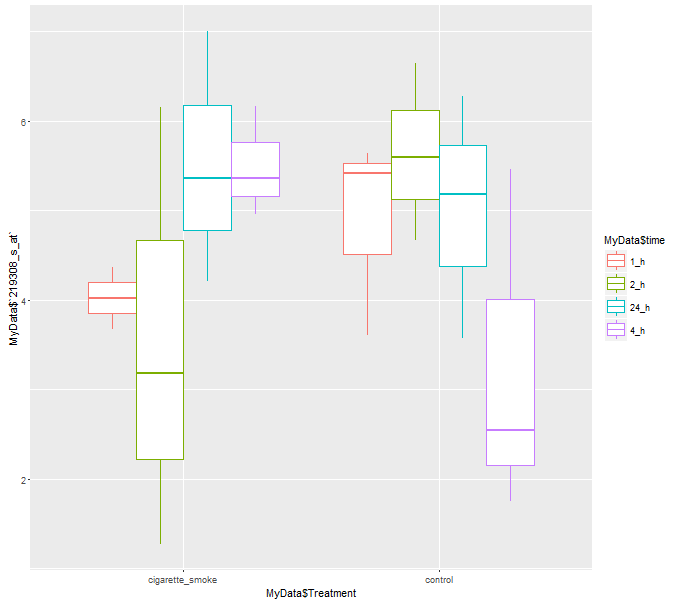 MyData$`219308_s_at`
6
4
2
cigarette_smoke
control
MyData$Treatment
MyData$time
1_h
2_h
24_h
4_h